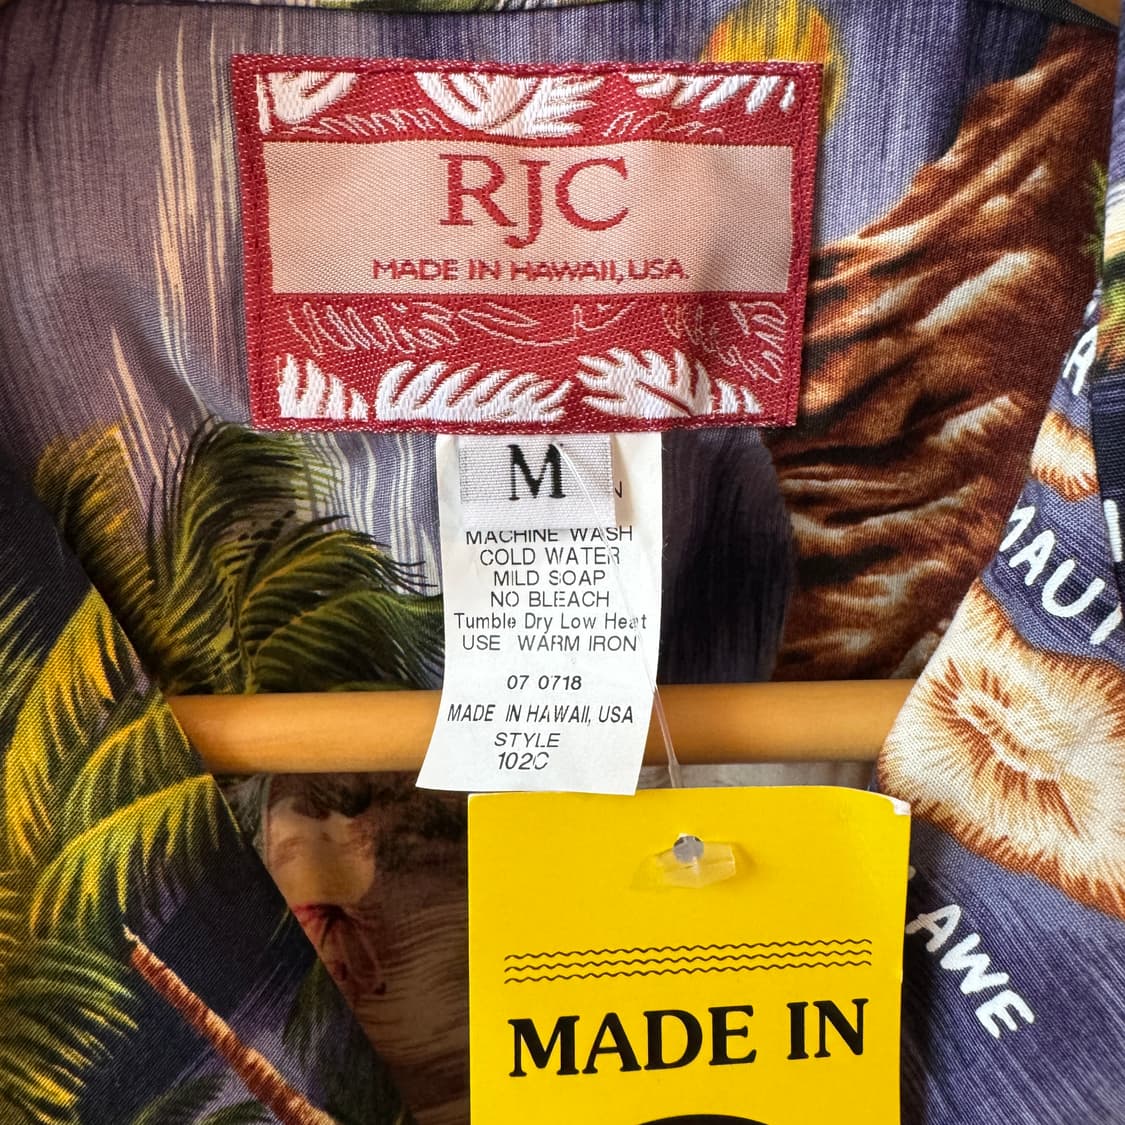 RJC
MADE IN HAWAII, USA.
M
N
MACHINE WASH
COLD WATER
MILD SOAP
NO BLEACH
Tumble Dry Low Heat
USE WARM IRON
07 0718
MADE IN HAWAII, USA
STYLE
102C
MADE IN
MAUI
AWE